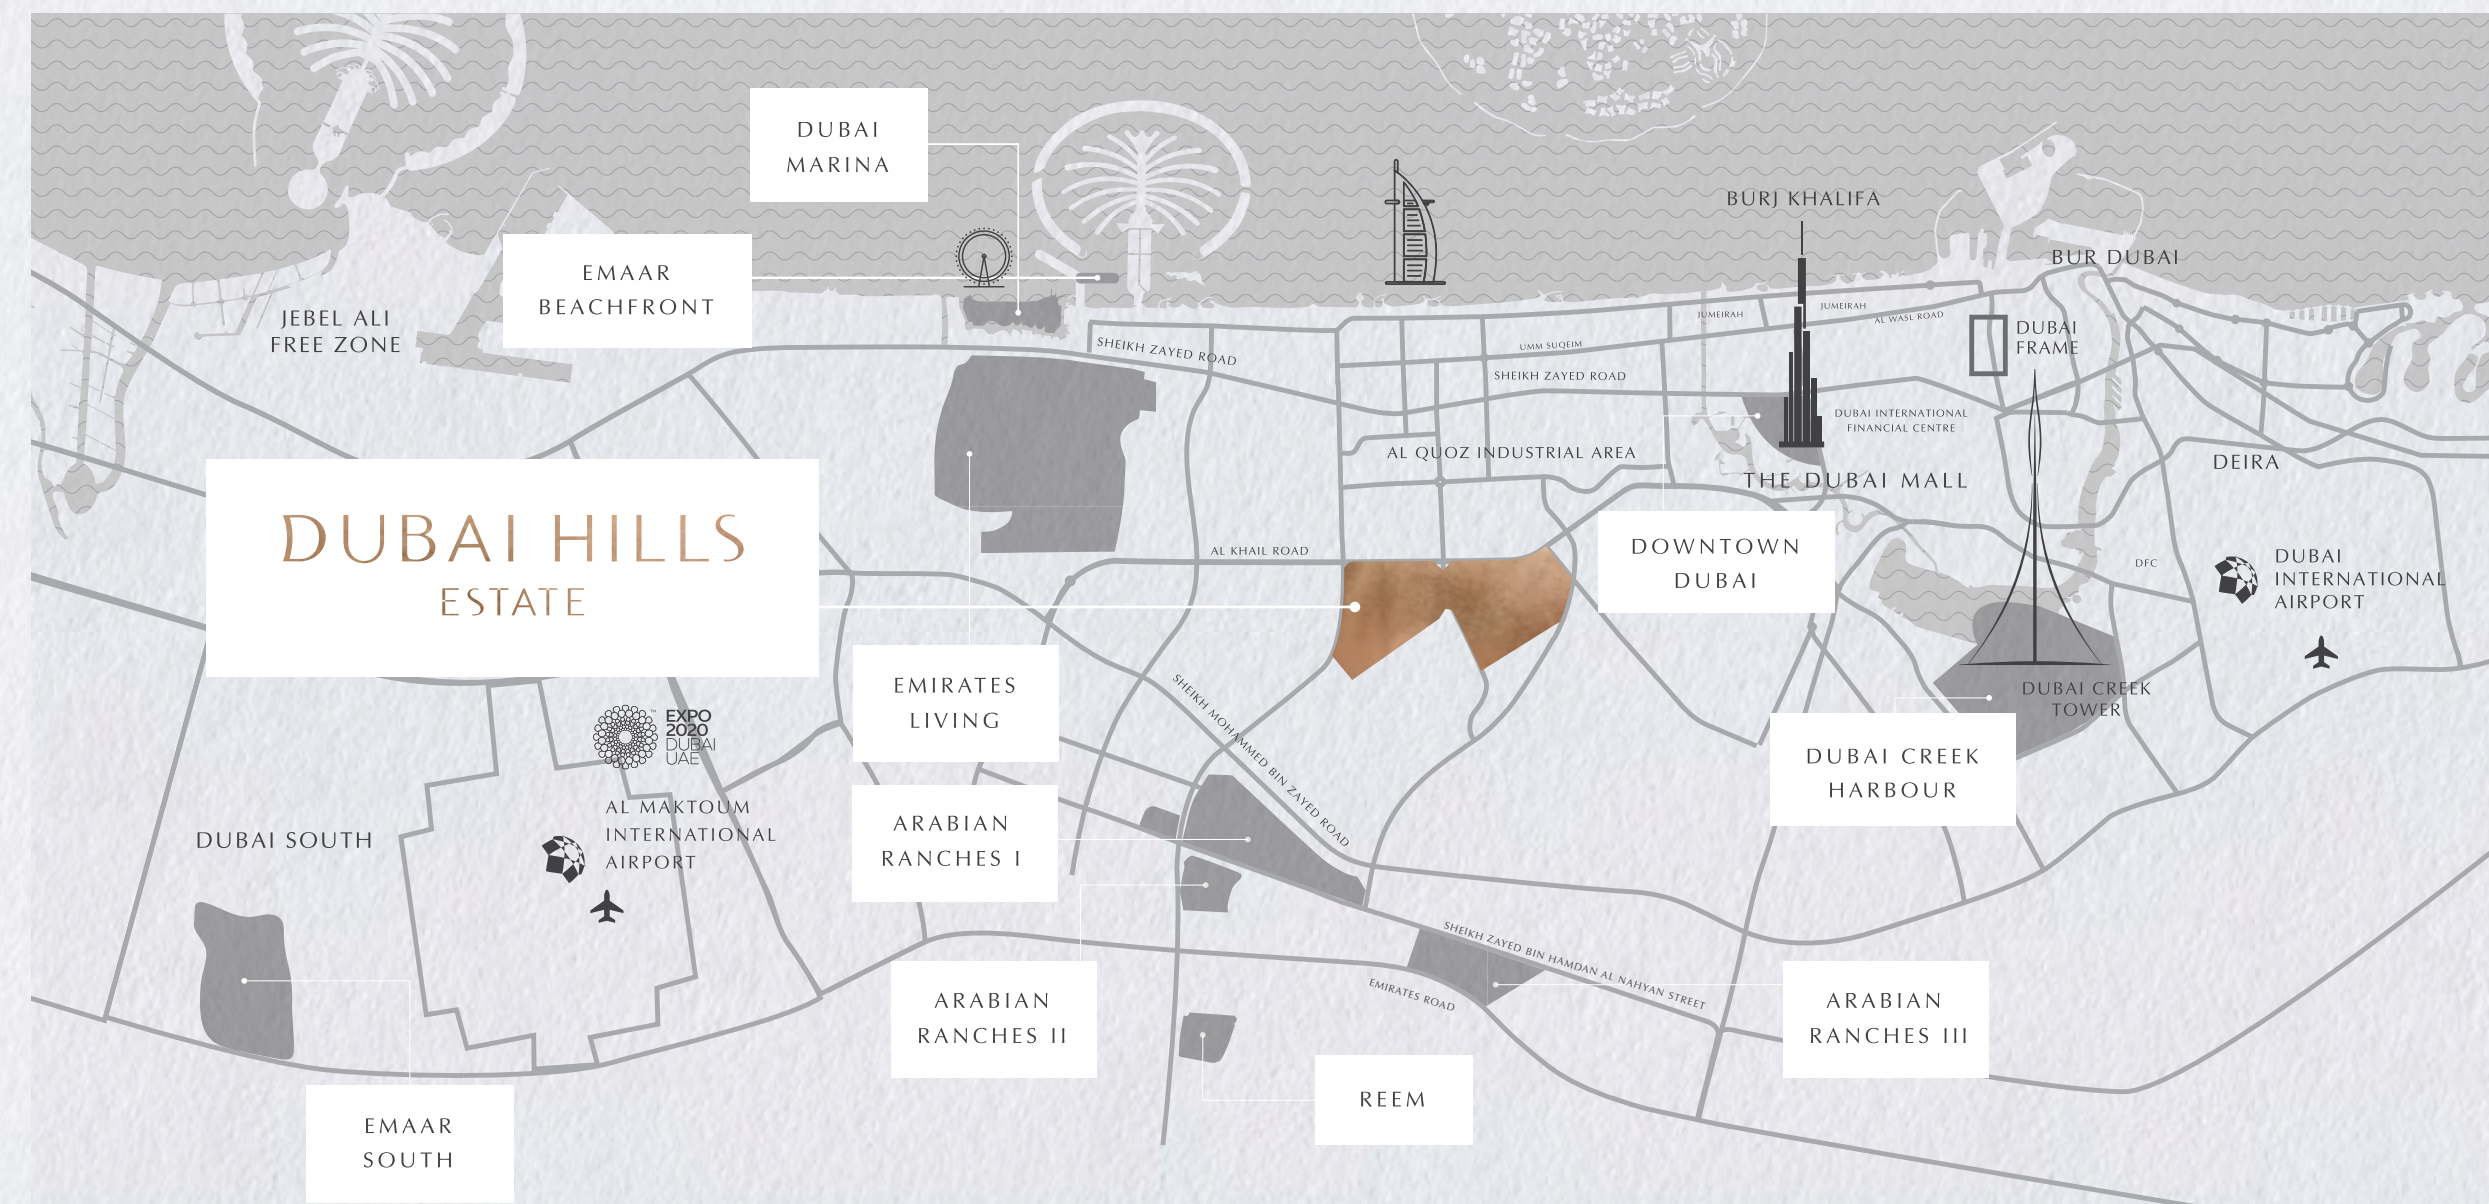 DUBAI
MARINA
EMAAR
BEACHFRONT
BURJ KHALIFA
BUR DUBAI
JEBEL ALI
FREE ZONE
JUMEIRAH
JUMEIRAH
AL WASL ROAD
DUBAI
FRAME
SHEIKH ZAYED ROAD
UMM SUQEIM
SHEIKH ZAYED ROAD
DUBAI INTERNATIONAL
FINANCIAL CENTRE
AL QUOZ INDUSTRIAL AREA
THE DUBAI MALL
DEIRA
DUBAI HILLS
ESTATE
AL KHAIL ROAD
DOWNTOWN
DUBAI
DFC
DUBAI
INTERNATIONAL
AIRPORT
EMIRATES
LIVING
SHEIKH MOHAMMED BIN ZAYED ROAD
DUBAI CREEK
TOWER
EXPO
2020
DUBAI
UAE
TM
DUBAI CREEK
HARBOUR
AL MAKTOUM
INTERNATIONAL
AIRPORT
DUBAI SOUTH
ARABIAN
RANCHES I
SHEIKH ZAYED BIN HAMDAN AL NAHYAN STREET
EMIRATES ROAD
ARABIAN
RANCHES II
ARABIAN
RANCHES III
REEM
EMAAR
SOUTH